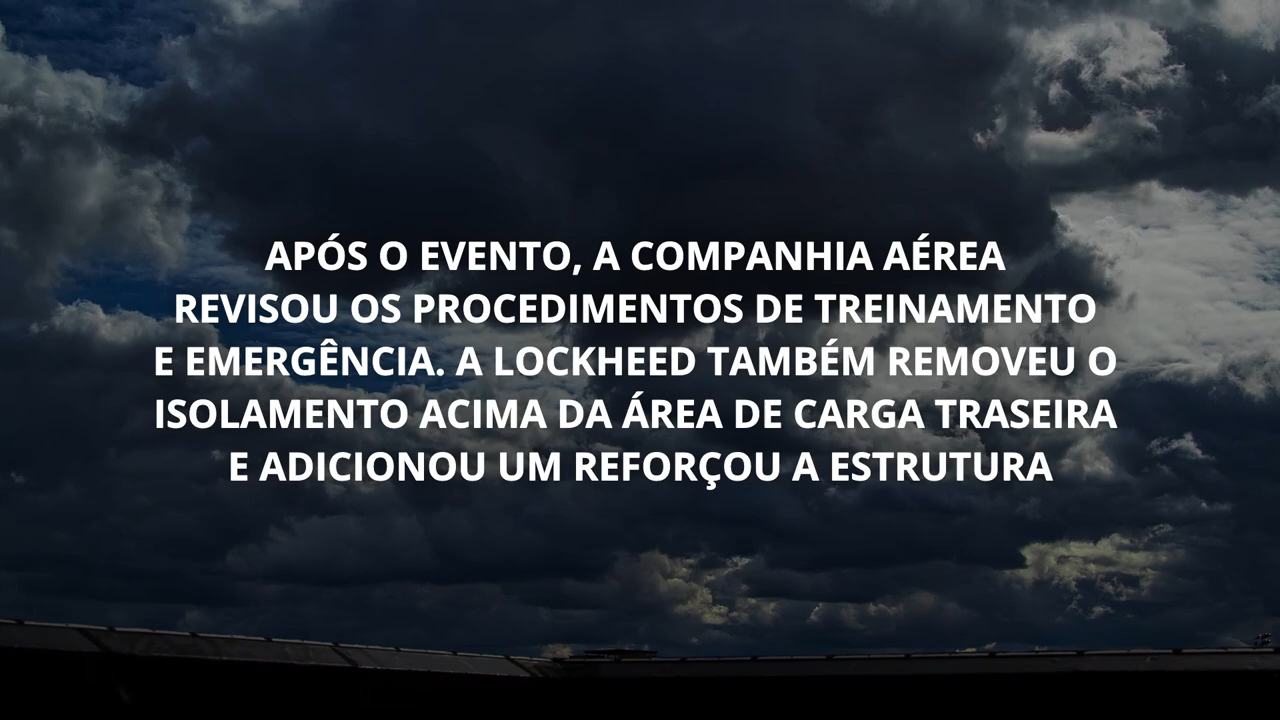 APÓS O EVENTO, A COMPANHIA AÉREA
REVISOU OS PROCEDIMENTOS DE TREINAMENTO
E EMERGÊNCIA. A LOCKHEED TAMBÉM REMOVEU O
ISOLAMENTO ACIMA DA ÁREA DE CARGA TRASEIRA
E ADICIONOU UM REFORÇOU A ESTRUTURA